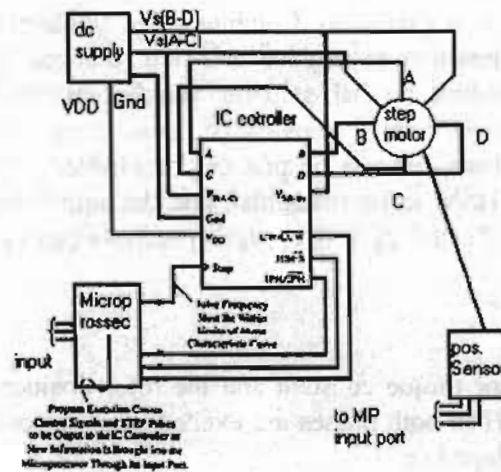 Vs(B-D)
dc
supply
Vs(A-C)
VDD
Gnd
IC cotroller
A
step
motor
B
D
C
A
B
C
D
Gnd
VDD
CW-CCW
Step
Pulse Frequency
Must Be Within
Limits of Motor
Characteristic Curve
Microp
rossec
input
pos.
Sensor
to MP
input port
Program Execution Causes
Control Signals and STEP Pulses
to be Output to the IC Controller as
New Information Is Brought into the
Microprocessor Through Its Input Port.